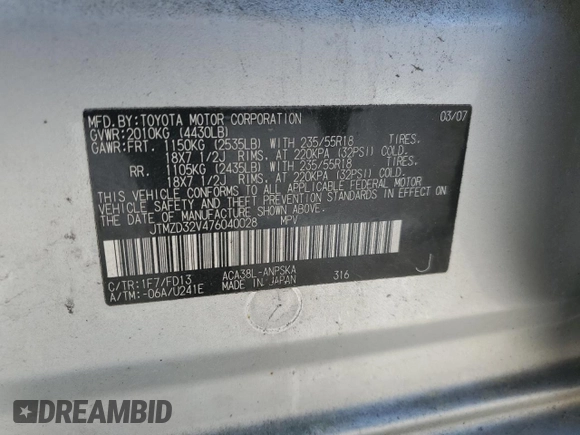 MFD.BY:TOYOTA MOTOR CORPORATION 03/07
GVWR:2010KG (4430LB)
GAWR:FRT. 1150KG (2535LB) WITH 235/55R18 TIRES.
18X7 1/2J RIMS. AT 220KPA (32PSI) COLD.
RR. 1105KG (2435LB) WITH 235/55R18 TIRES.
18X7 1/2J RIMS. AT 220KPA (32PSI) COLD.
THIS VEHICLE CONFORMS TO ALL APPLICABLE FEDERAL MOTOR
VEHICLE SAFETY AND THEFT PREVENTION STANDARDS IN EFFECT ON
THE DATE OF MANUFACTURE SHOWN ABOVE.
JTMZD32V476040028 MPV
C/TR:1F7/FD13 ACA38L-ANPSKA 316 J
A/TM:-06A/U241E MADE IN JAPAN
DREAMBID